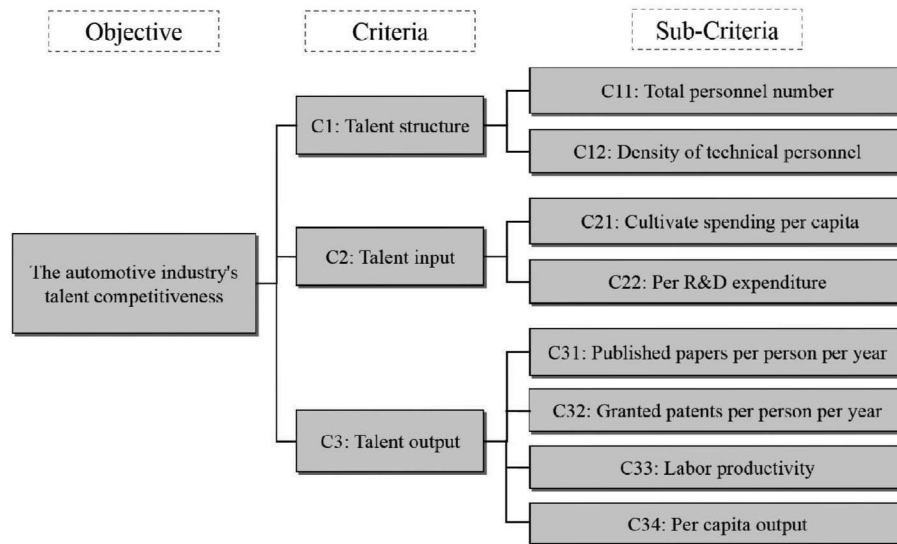 Objective
Criteria
Sub-Criteria
C11: Total personnel number
C1: Talent structure
C12: Density of technical personnel
C21: Cultivate spending per capita
The automotive industry's
talent competitiveness
C2: Talent input
C22: Per R&D expenditure
C31: Published papers per person per year
C32: Granted patents per person per year
C3: Talent output
C33: Labor productivity
C34: Per capita output